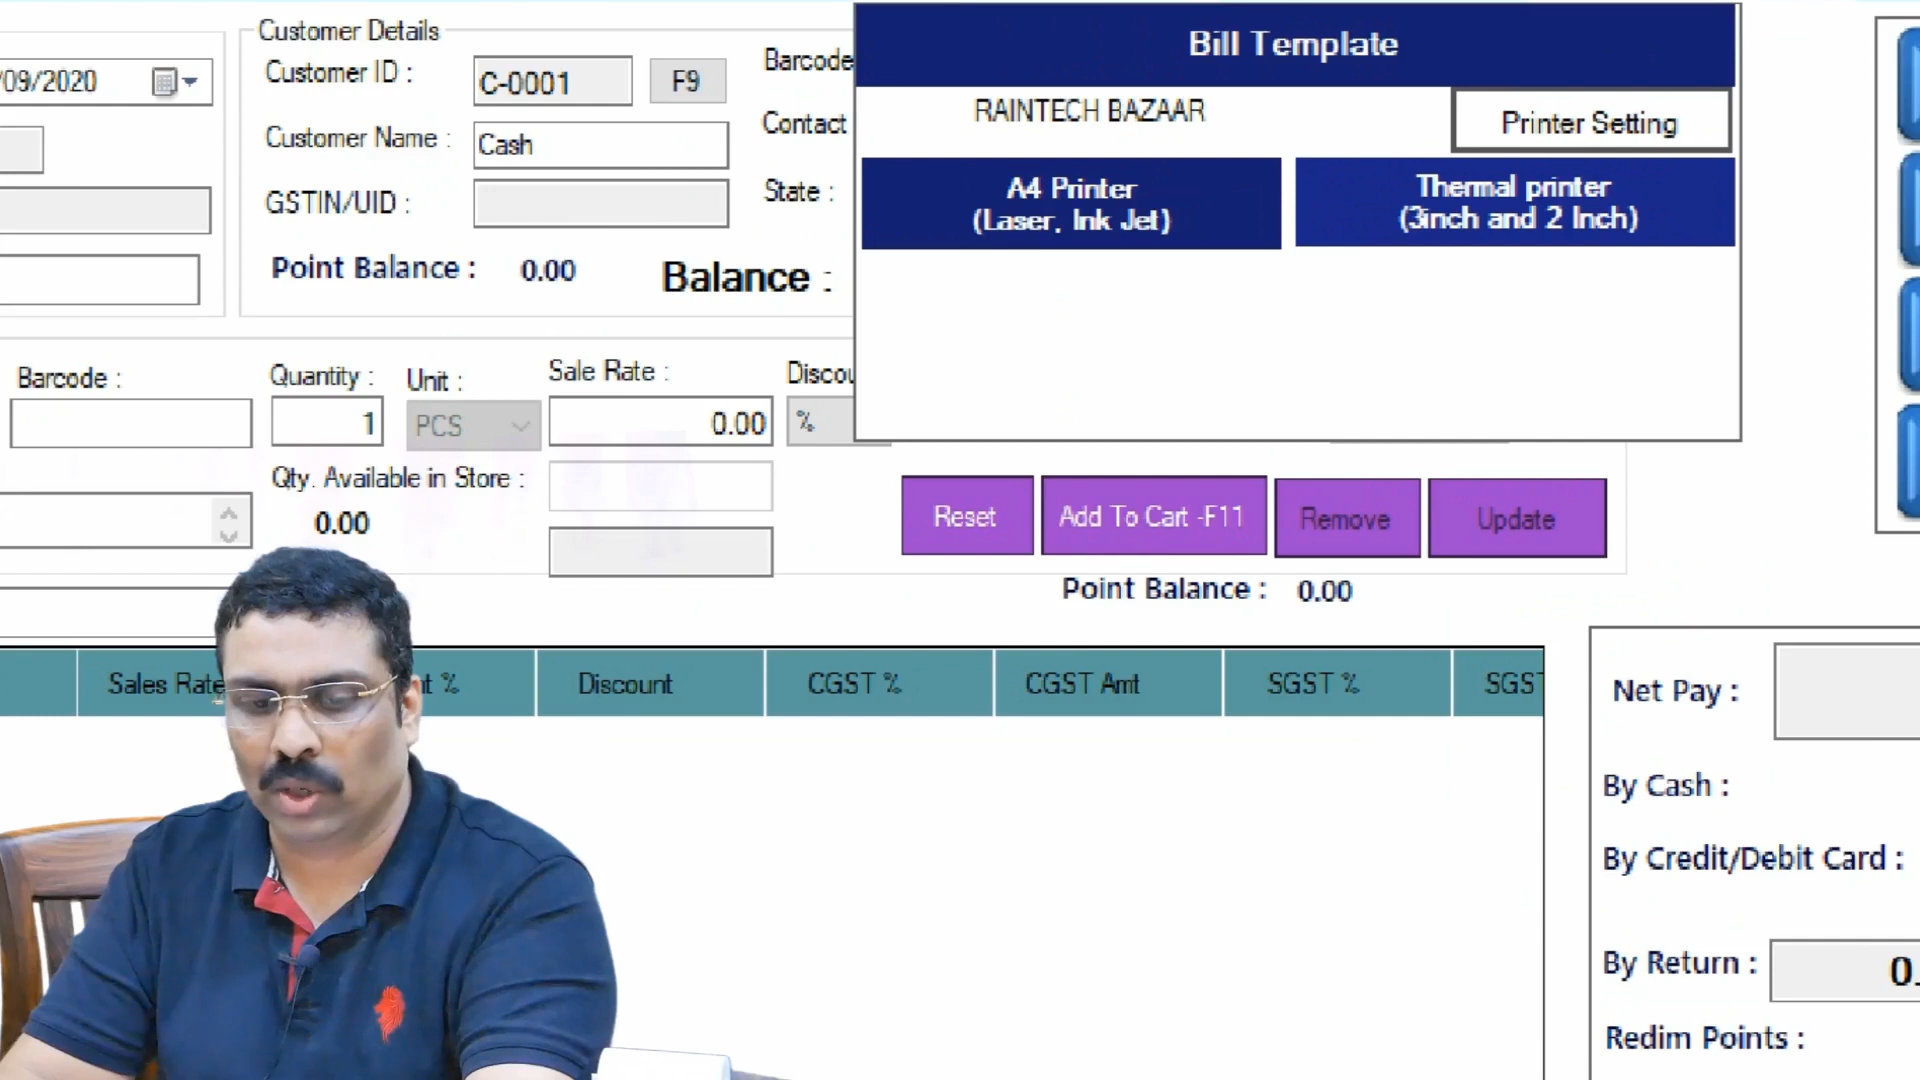 Customer Details
/09/2020
Customer ID :
C-0001
F9
Barcode
Customer Name :
Cash
Contact
GSTIN/UID :
State :
Point Balance : 0.00
Balance :
Bill Template
RAINTECH BAZAAR
Printer Setting
A4 Printer
(Laser, Ink Jet)
Thermal printer
(3inch and 2 Inch)
Barcode :
Quantity :
Unit :
Sale Rate :
Discou
1
PCS
0.00
%
Qty. Available in Store :
0.00
Reset
Add To Cart -F11
Remove
Update
Point Balance : 0.00
Sales Rate
%
Discount
CGST %
CGST Amt
SGST %
SGST
Net Pay :
By Cash :
By Credit/Debit Card :
By Return :
0.
Redim Points :